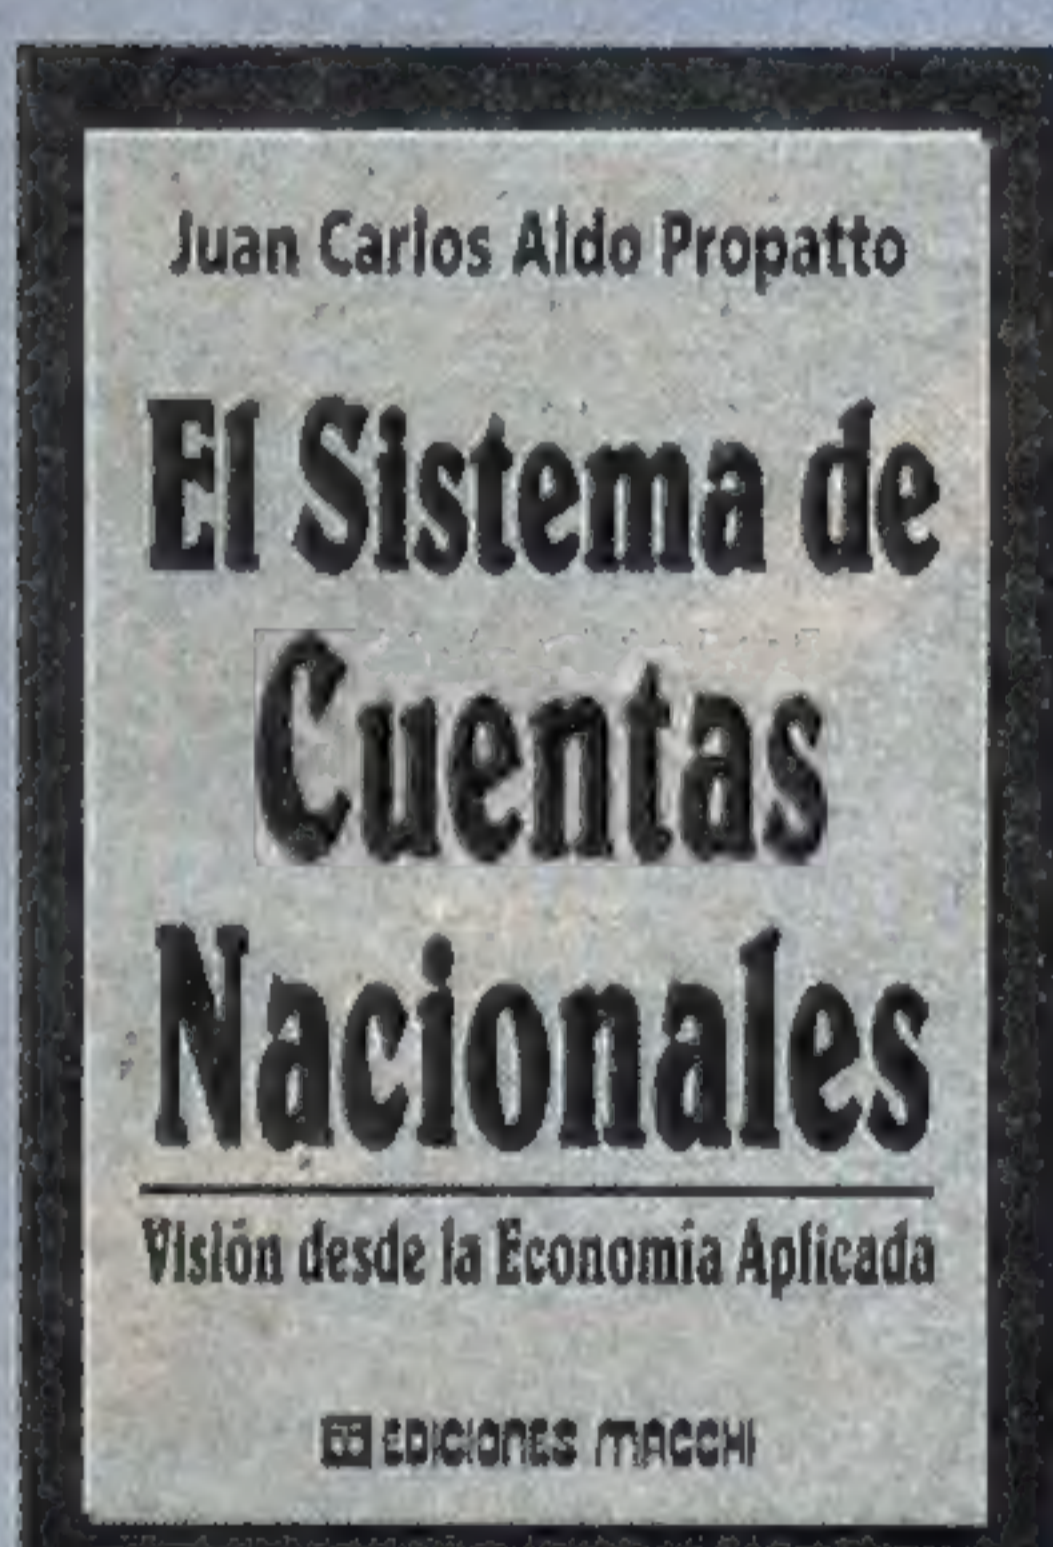 Juan Carlos Aldo Propatto
El Sistema de
Cuentas
Nacionales
Visión desde la Economía Aplicada
EDICIONES MACCHI